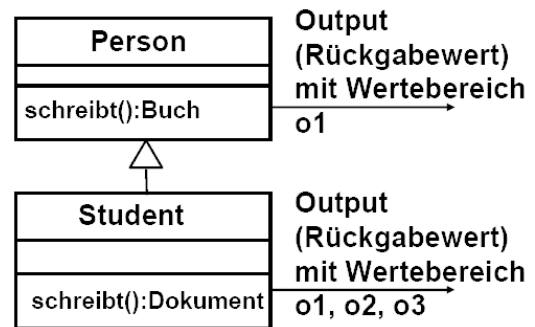 Person
schreibt():Buch
Output
(Rückgabewert)
mit Wertebereich
o1
Student
schreibt():Dokument
Output
(Rückgabewert)
mit Wertebereich
o1, o2, o3